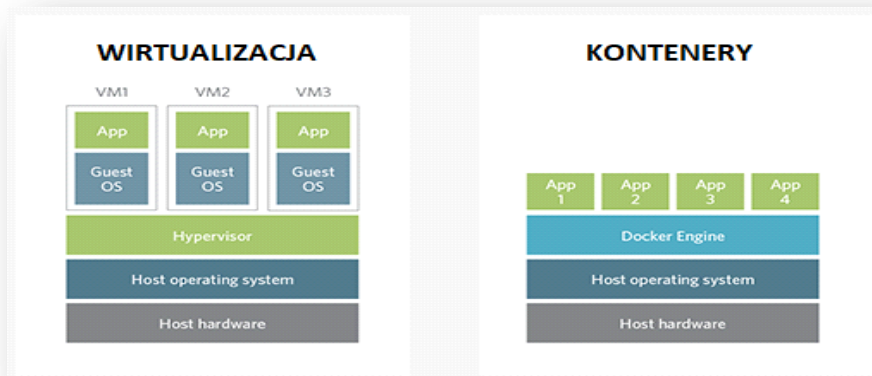 WIRTUALIZACJA
VM1 VM2 VM3
App App App
Guest OS Guest OS Guest OS
Hypervisor
Host operating system
Host hardware
KONTENERY
App 1 App 2 App 3 App 4
Docker Engine
Host operating system
Host hardware